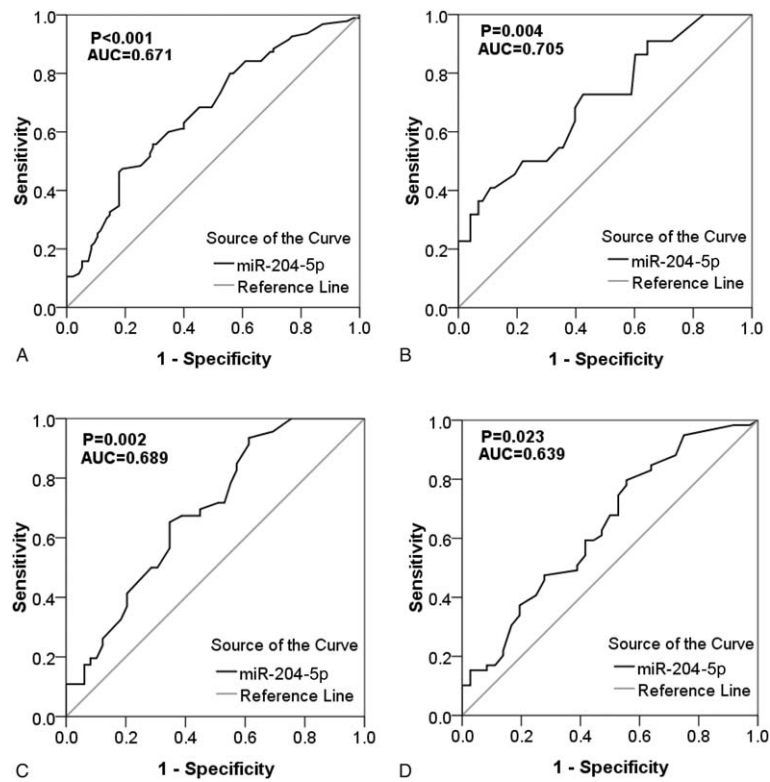 P<0.001
AUC=0.671
Sensitivity
1.0
0.8
0.6
0.4
0.2
0.0
Source of the Curve
miR-204-5p
Reference Line
0.0 0.2 0.4 0.6 0.8 1.0
1 - Specificity
A
P=0.004
AUC=0.705
Sensitivity
1.0
0.8
0.6
0.4
0.2
0.0
Source of the Curve
miR-204-5p
Reference Line
0.0 0.2 0.4 0.6 0.8 1.0
1 - Specificity
B
P=0.002
AUC=0.689
Sensitivity
1.0
0.8
0.6
0.4
0.2
0.0
Source of the Curve
miR-204-5p
Reference Line
0.0 0.2 0.4 0.6 0.8 1.0
1 - Specificity
C
P=0.023
AUC=0.639
Sensitivity
1.0
0.8
0.6
0.4
0.2
0.0
Source of the Curve
miR-204-5p
Reference Line
0.0 0.2 0.4 0.6 0.8 1.0
1 - Specificity
D